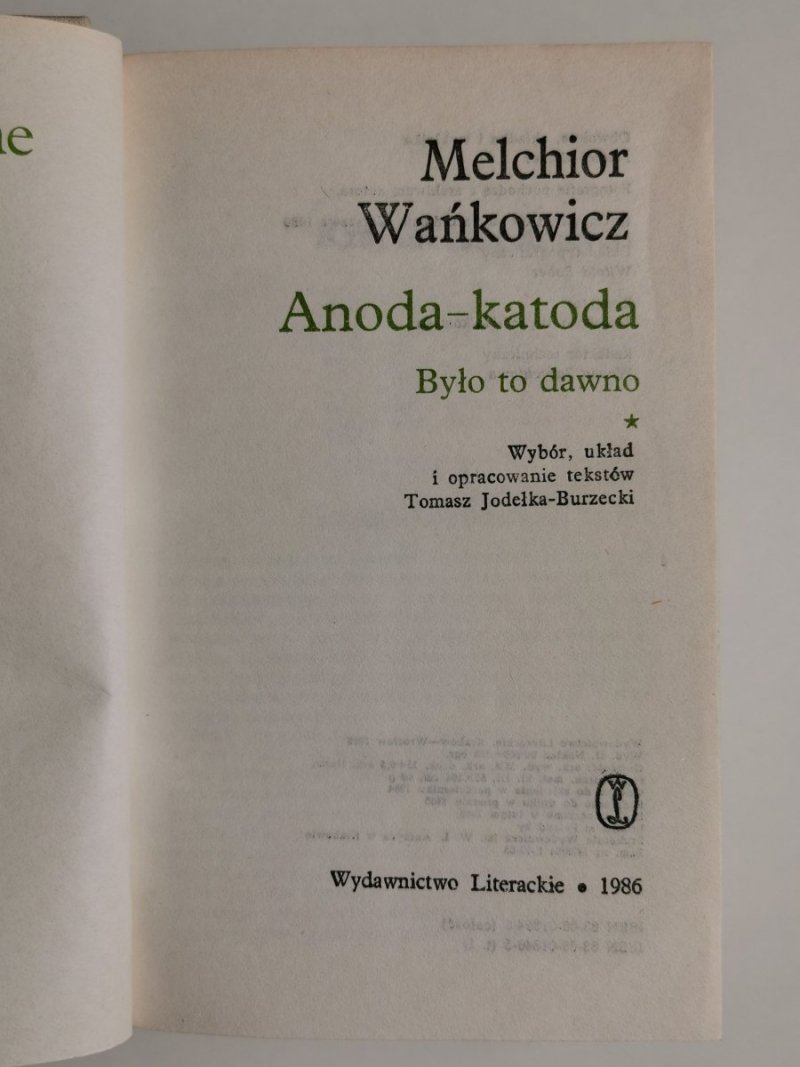 Melchior
Wańkowicz
Anoda-katoda
Było to dawno
★
Wybór, układ
i opracowanie tekstów
Tomasz Jodełka-Burzecki
Wydawnictwo Literackie • 1986